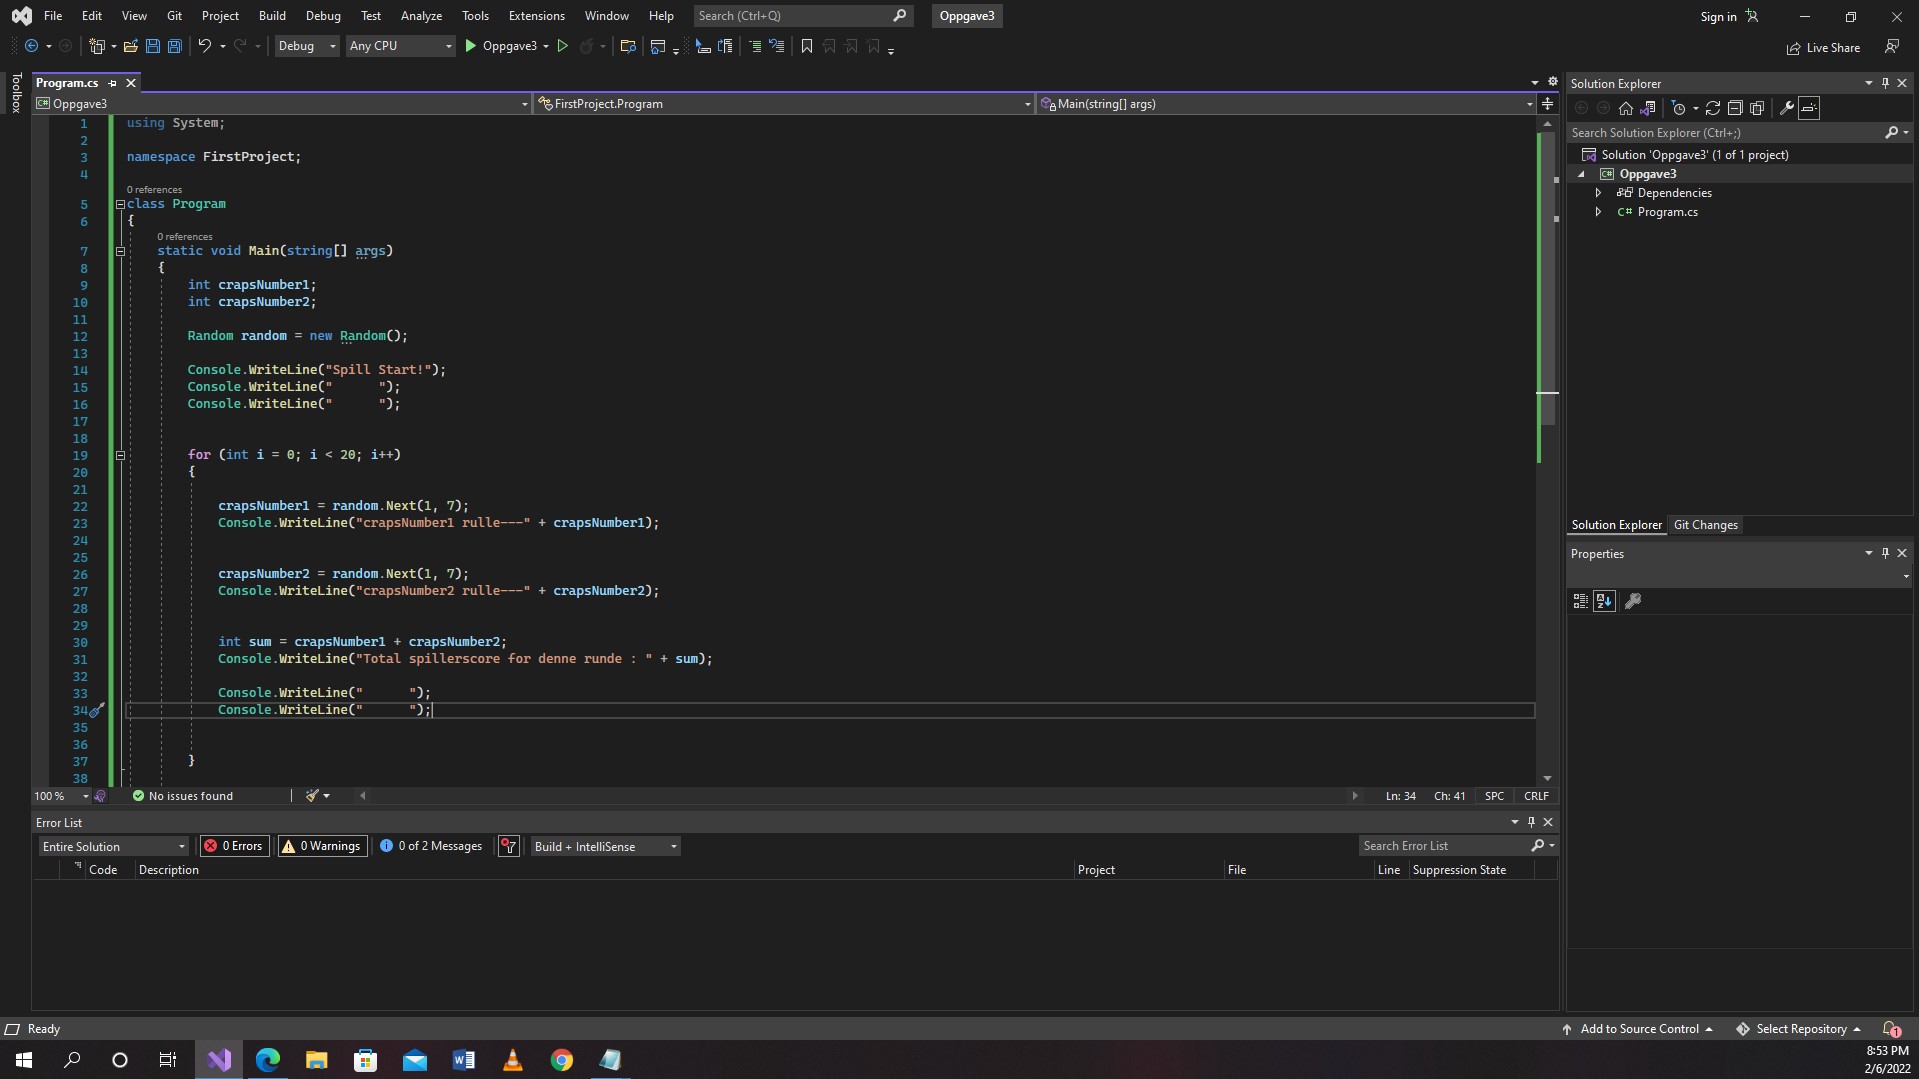 File Edit View Git Project Build Debug Test Analyze Tools Extensions Window Help Search (Ctrl+Q) Oppgave3 Sign in
Debug Any CPU Oppgave3 Live Share
Toolbox
Program.cs
Oppgave3 FirstProject.Program Main(string[] args)
1 using System;
2
3 namespace FirstProject;
4
0 references
5 class Program
6 {
0 references
7 static void Main(string[] args)
8 {
9 int crapsNumber1;
10 int crapsNumber2;
11
12 Random random = new Random();
13
14 Console.WriteLine("Spill Start!");
15 Console.WriteLine("      ");
16 Console.WriteLine("      ");
17
18
19 for (int i = 0; i < 20; i++)
20 {
21
22 crapsNumber1 = random.Next(1, 7);
23 Console.WriteLine("crapsNumber1 rulle---" + crapsNumber1);
24
25
26 crapsNumber2 = random.Next(1, 7);
27 Console.WriteLine("crapsNumber2 rulle---" + crapsNumber2);
28
29
30 int sum = crapsNumber1 + crapsNumber2;
31 Console.WriteLine("Total spillerscore for denne runde : " + sum);
32
33 Console.WriteLine("      ");
34 Console.WriteLine("      ");
35
36
37 }
38
100 % No issues found Ln: 34 Ch: 41 SPC CRLF
Error List
Entire Solution 0 Errors 0 Warnings 0 of 2 Messages Build + IntelliSense Search Error List
Code Description Project File Line Suppression State
Solution Explorer
Search Solution Explorer (Ctrl+;)
Solution 'Oppgave3' (1 of 1 project)
Oppgave3
Dependencies
C# Program.cs
Solution Explorer Git Changes
Properties
Ready Add to Source Control Select Repository 1
8:53 PM
2/6/2022